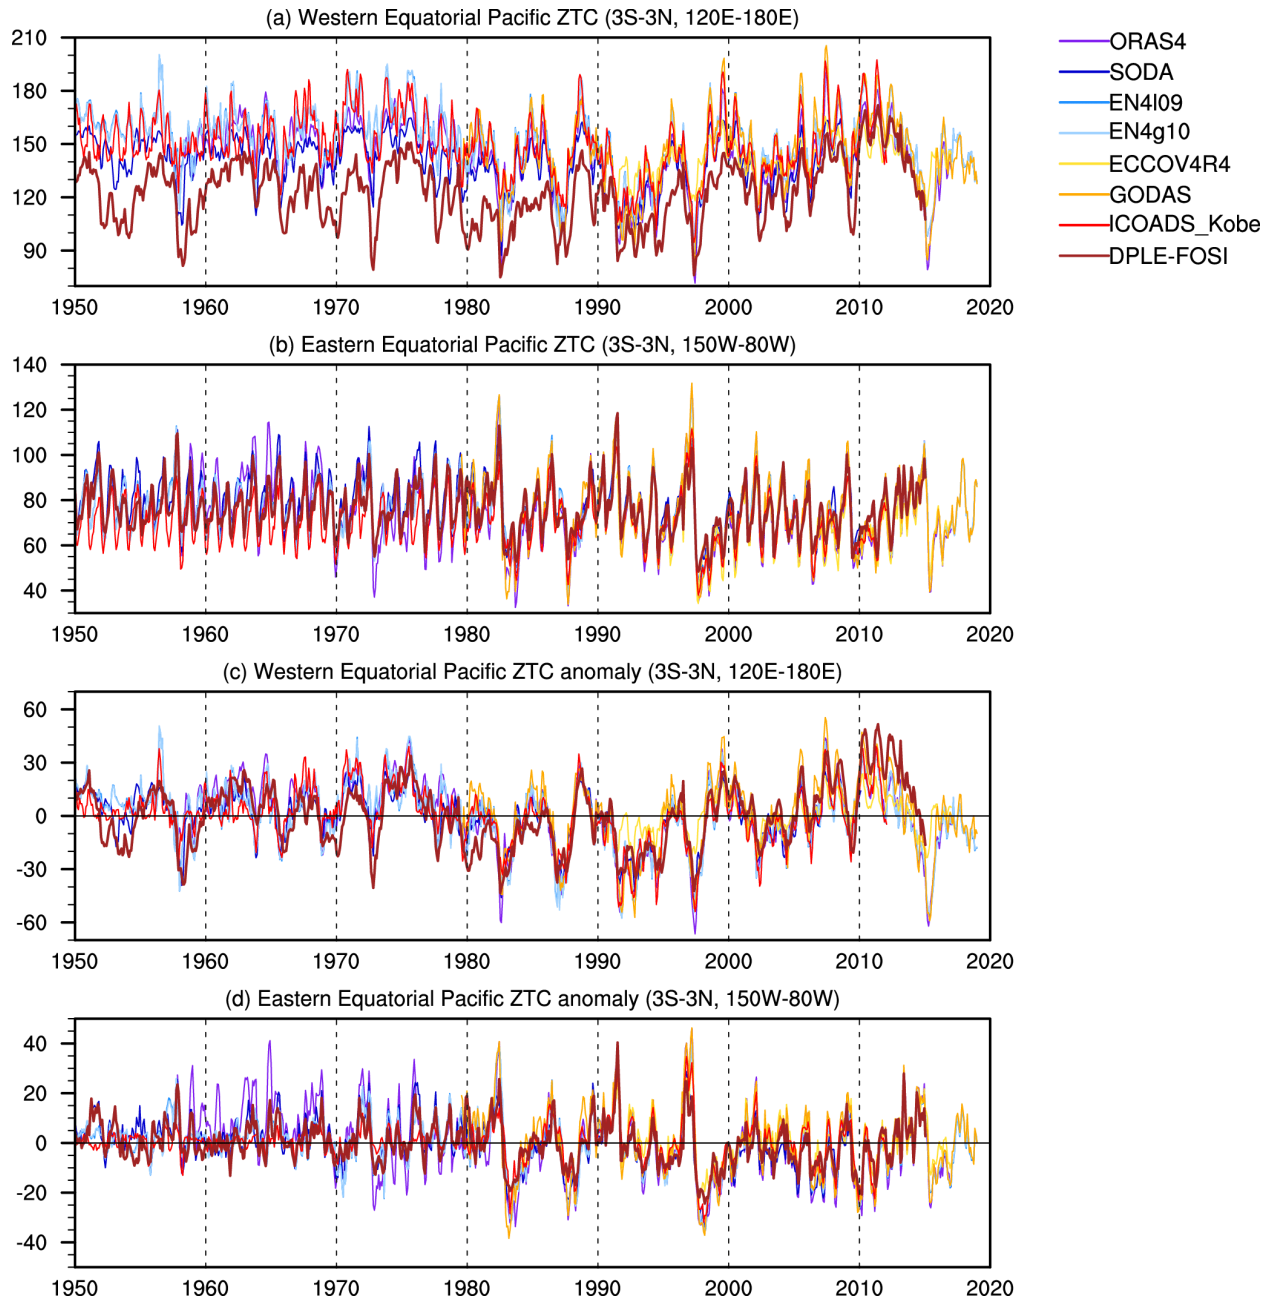 (a) Western Equatorial Pacific ZTC (3S-3N, 120E-180E)
210
180
150
120
90
1950 1960 1970 1980 1990 2000 2010 2020
ORAS4
SODA
EN4l09
EN4g10
ECCOV4R4
GODAS
ICOADS_Kobe
DPLE-FOSI
(b) Eastern Equatorial Pacific ZTC (3S-3N, 150W-80W)
140
120
100
80
60
40
1950 1960 1970 1980 1990 2000 2010 2020
(c) Western Equatorial Pacific ZTC anomaly (3S-3N, 120E-180E)
60
30
0
-30
-60
1950 1960 1970 1980 1990 2000 2010 2020
(d) Eastern Equatorial Pacific ZTC anomaly (3S-3N, 150W-80W)
40
20
0
-20
-40
1950 1960 1970 1980 1990 2000 2010 2020